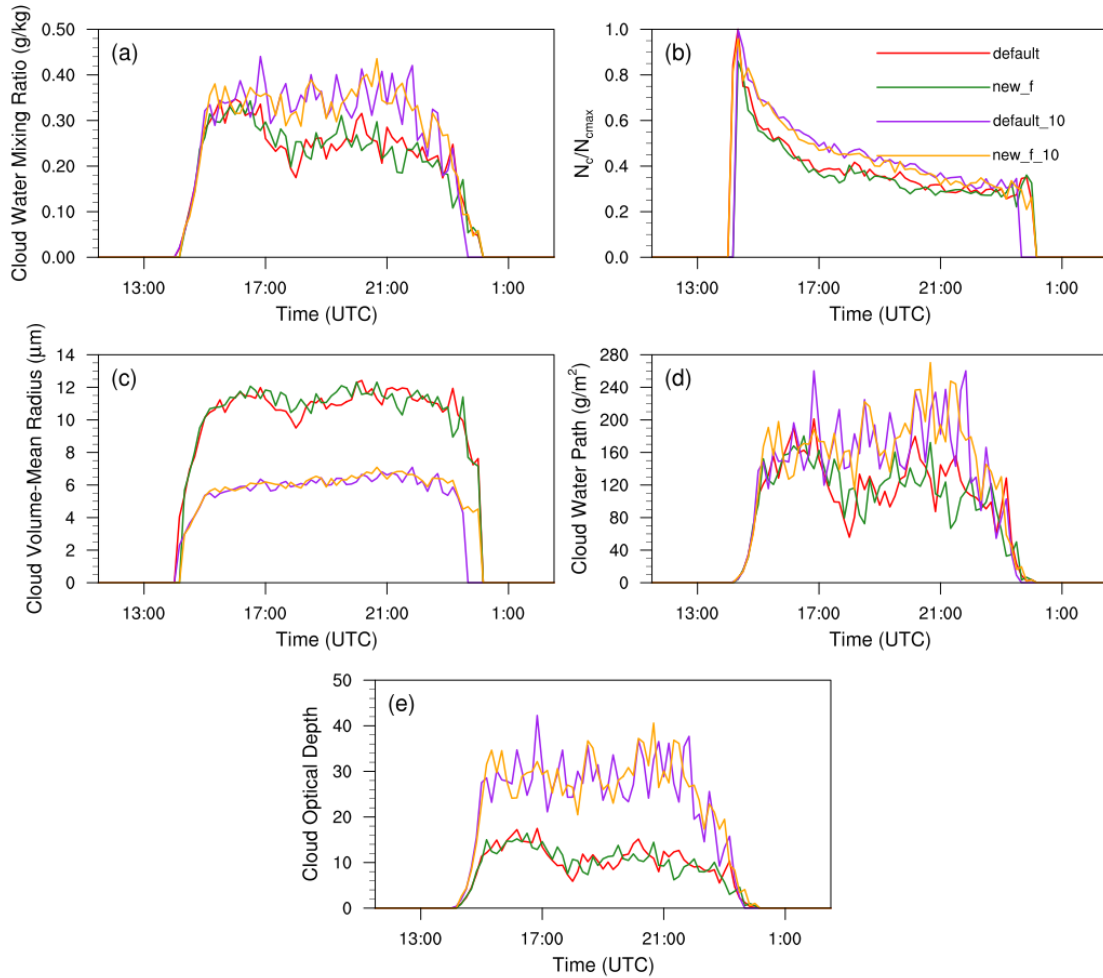 Cloud Water Mixing Ratio (g/kg)
0.50
0.40
0.30
0.20
0.10
0.00
(a)
13:00 17:00 21:00 1:00
Time (UTC)
N_c/N_cmax
1.0
0.8
0.6
0.4
0.2
0.0
(b)
default
new_f
default_10
new_f_10
13:00 17:00 21:00 1:00
Time (UTC)
Cloud Volume-Mean Radius (μm)
14
12
10
8
6
4
2
0
(c)
13:00 17:00 21:00 1:00
Time (UTC)
Cloud Water Path (g/m²)
280
240
200
160
120
80
40
0
(d)
13:00 17:00 21:00 1:00
Time (UTC)
Cloud Optical Depth
50
40
30
20
10
0
(e)
13:00 17:00 21:00 1:00
Time (UTC)